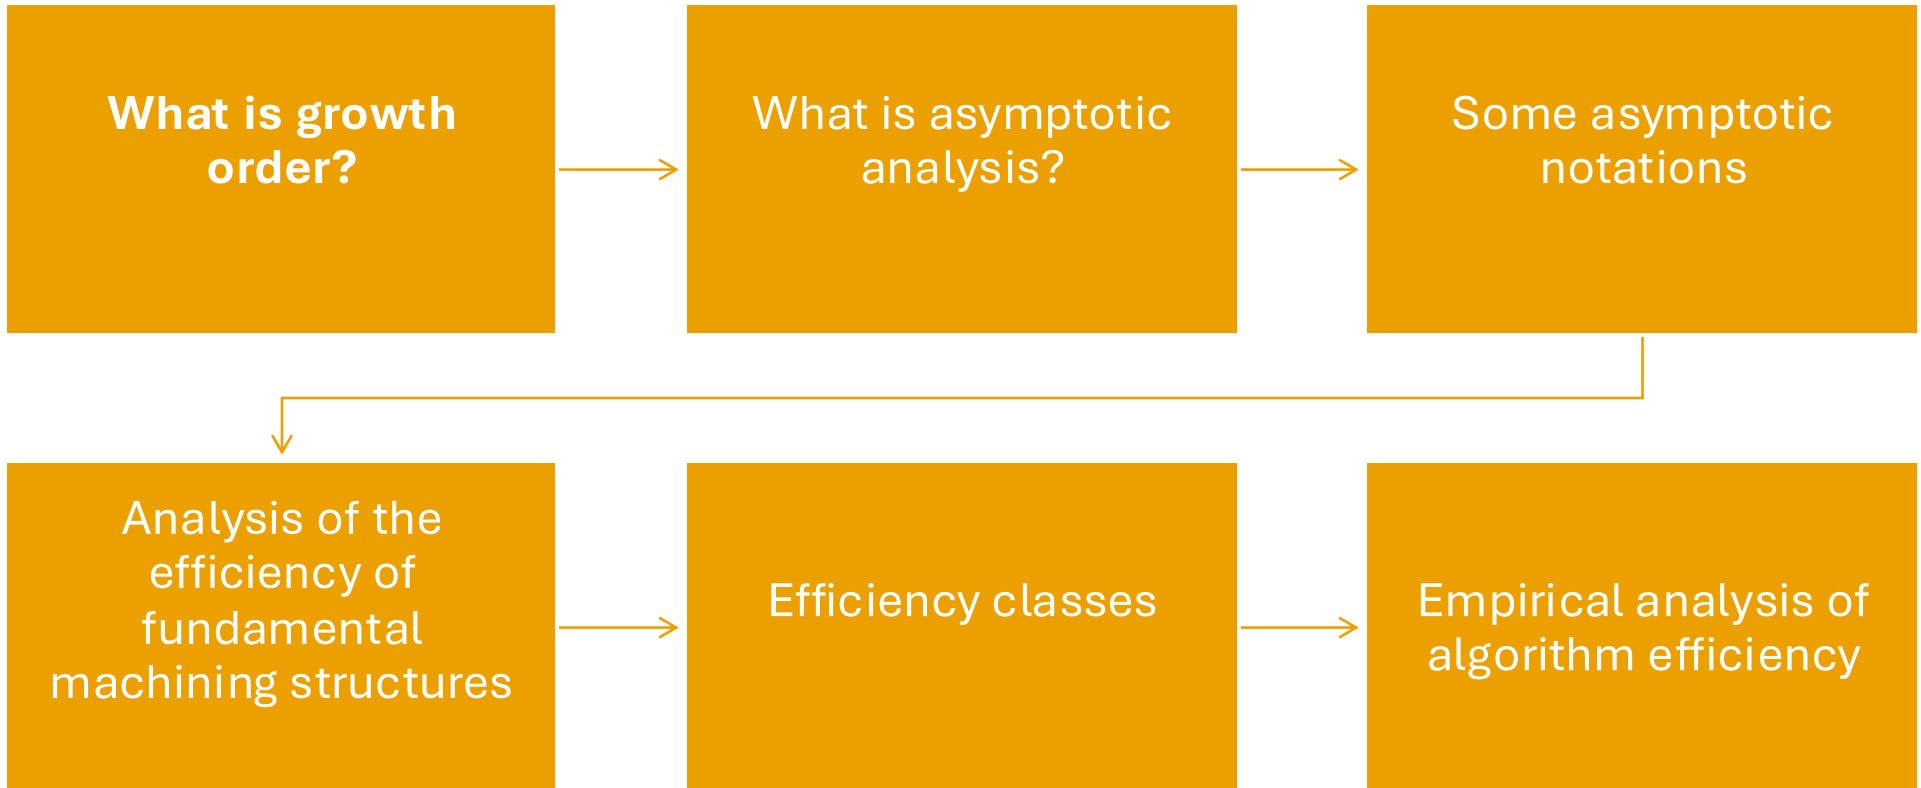 What is growth
order?
What is asymptotic
analysis?
Some asymptotic
notations
Analysis of the
efficiency of
fundamental
machining structures
Efficiency classes
Empirical analysis of
algorithm efficiency